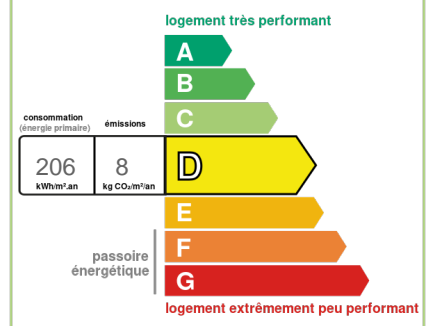 logement très performant
A
B
C
consommation
(énergie primaire)
émissions
206
8
kWh/m².an
kg CO₂/m²/an
D
E
F
passoire
énergétique
G
logement extrêmement peu performant